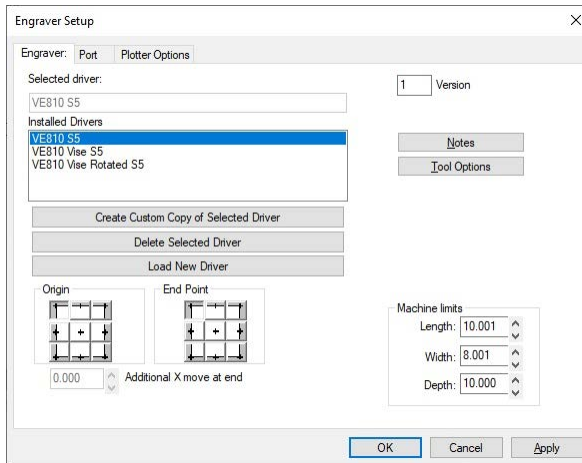 Engraver Setup
Engraver: Port Plotter Options
Selected driver:
VE810 S5
1 Version
Installed Drivers
VE810 S5
VE810 Vise S5
VE810 Vise Rotated S5
Notes
Tool Options
Create Custom Copy of Selected Driver
Delete Selected Driver
Load New Driver
Origin End Point
0.000 Additional X move at end
Machine limits
Length: 10.001
Width: 8.001
Depth: 10.000
OK Cancel Apply